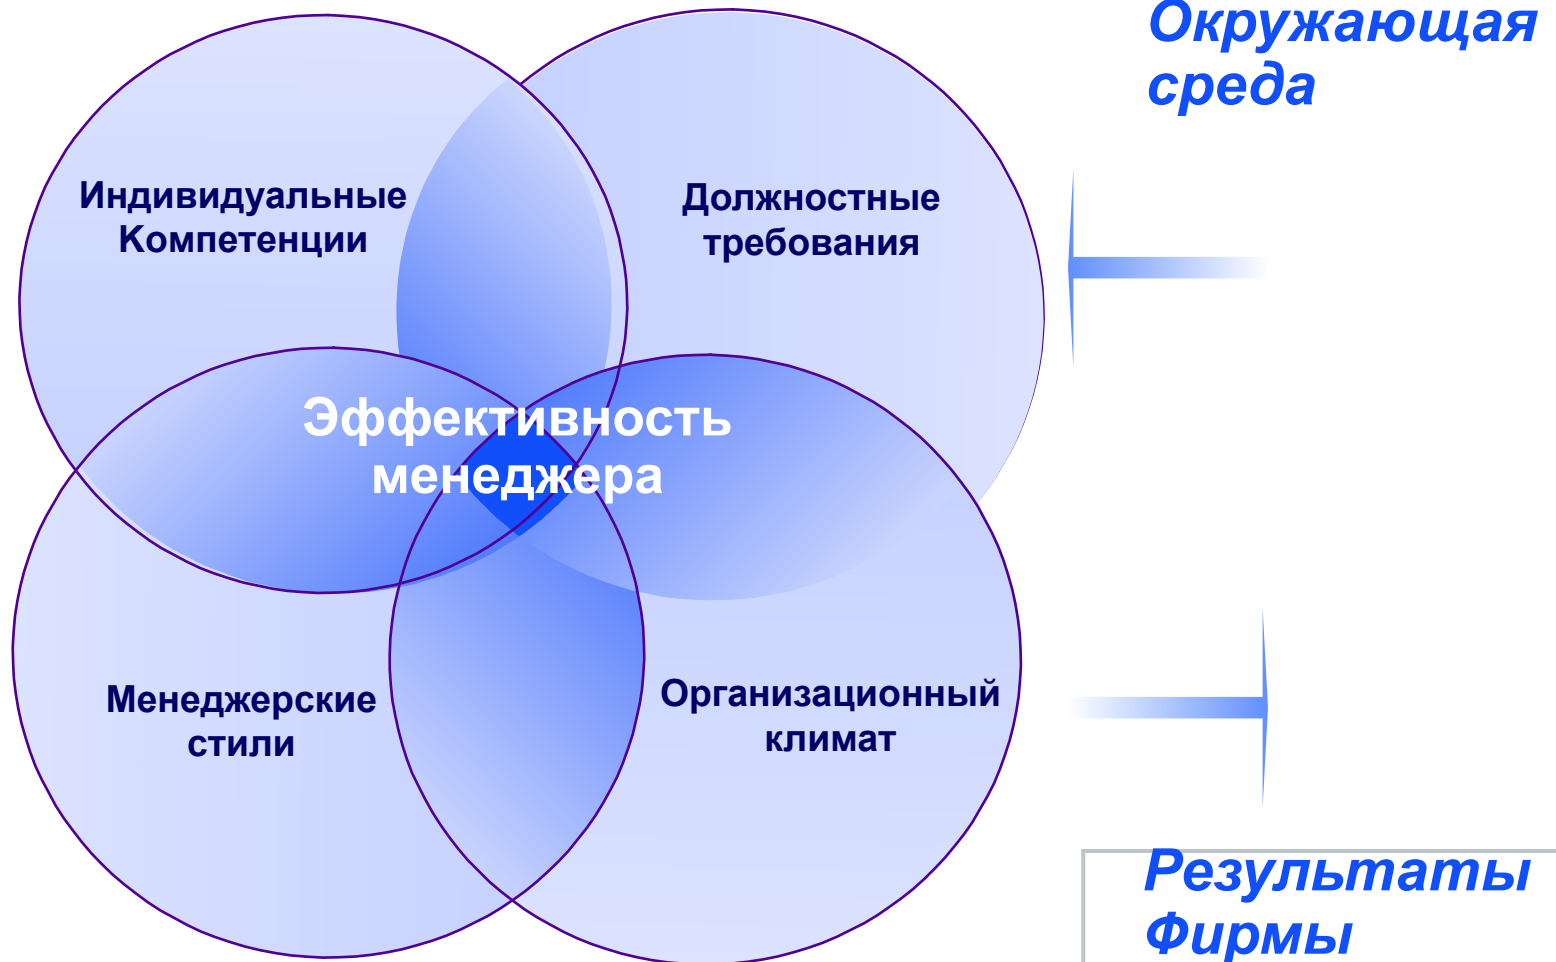 Окружающая
среда
Индивидуальные
Компетенции
Должностные
требования
Эффективность
менеджера
Менеджерские
стили
Организационный
климат
Результаты
Фирмы